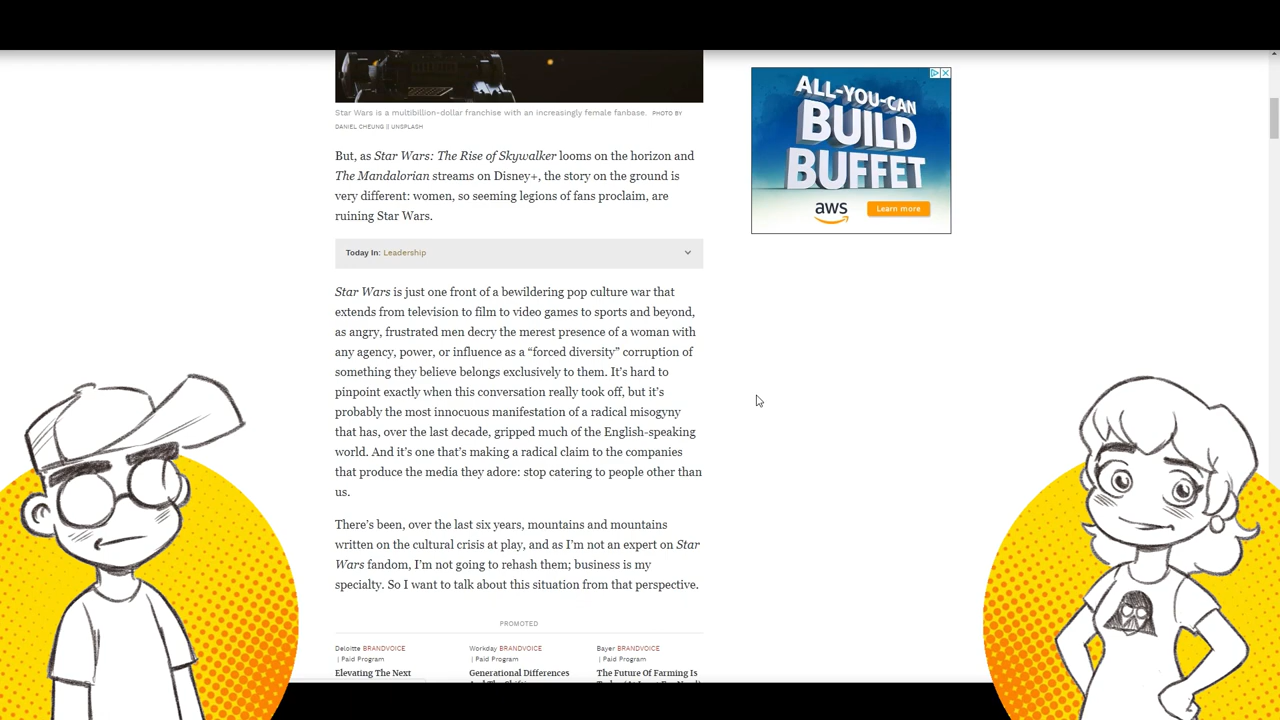 Star Wars is a multibillion-dollar franchise with an increasingly female fanbase. PHOTO BY
DANIEL CHEUNG || UNSPLASH
But, as Star Wars: The Rise of Skywalker looms on the horizon and
The Mandalorian streams on Disney+, the story on the ground is
very different: women, so seeming legions of fans proclaim, are
ruining Star Wars.
Today In: Leadership
Star Wars is just one front of a bewildering pop culture war that
extends from television to film to video games to sports and beyond,
as angry, frustrated men decry the merest presence of a woman with
any agency, power, or influence as a “forced diversity” corruption of
something they believe belongs exclusively to them. It’s hard to
pinpoint exactly when this conversation really took off, but it’s
probably the most innocuous manifestation of a radical misogyny
that has, over the last decade, gripped much of the English-speaking
world. And it’s one that’s making a radical claim to the companies
that produce the media they adore: stop catering to people other than
us.
There’s been, over the last six years, mountains and mountains
written on the cultural crisis at play, and as I’m not an expert on Star
Wars fandom, I’m not going to rehash them; business is my
specialty. So I want to talk about this situation from that perspective.
PROMOTED
Deloitte BRANDVOICE
| Paid Program
Elevating The Next
Workday BRANDVOICE
| Paid Program
Generational Differences
Bayer BRANDVOICE
| Paid Program
The Future Of Farming Is
ALL-YOU-CAN
BUILD
BUFFET
aws
Learn more